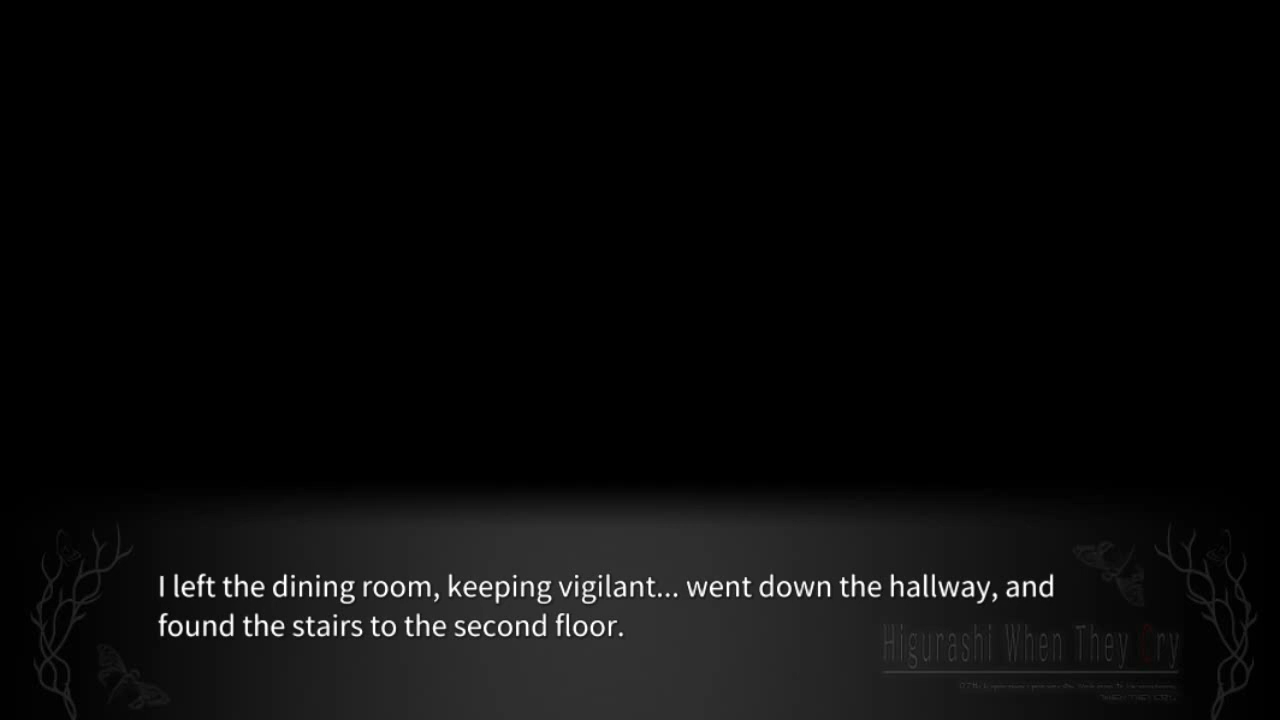 I left the dining room, keeping vigilant... went down the hallway, and
found the stairs to the second floor.
Higurashi When They Cry